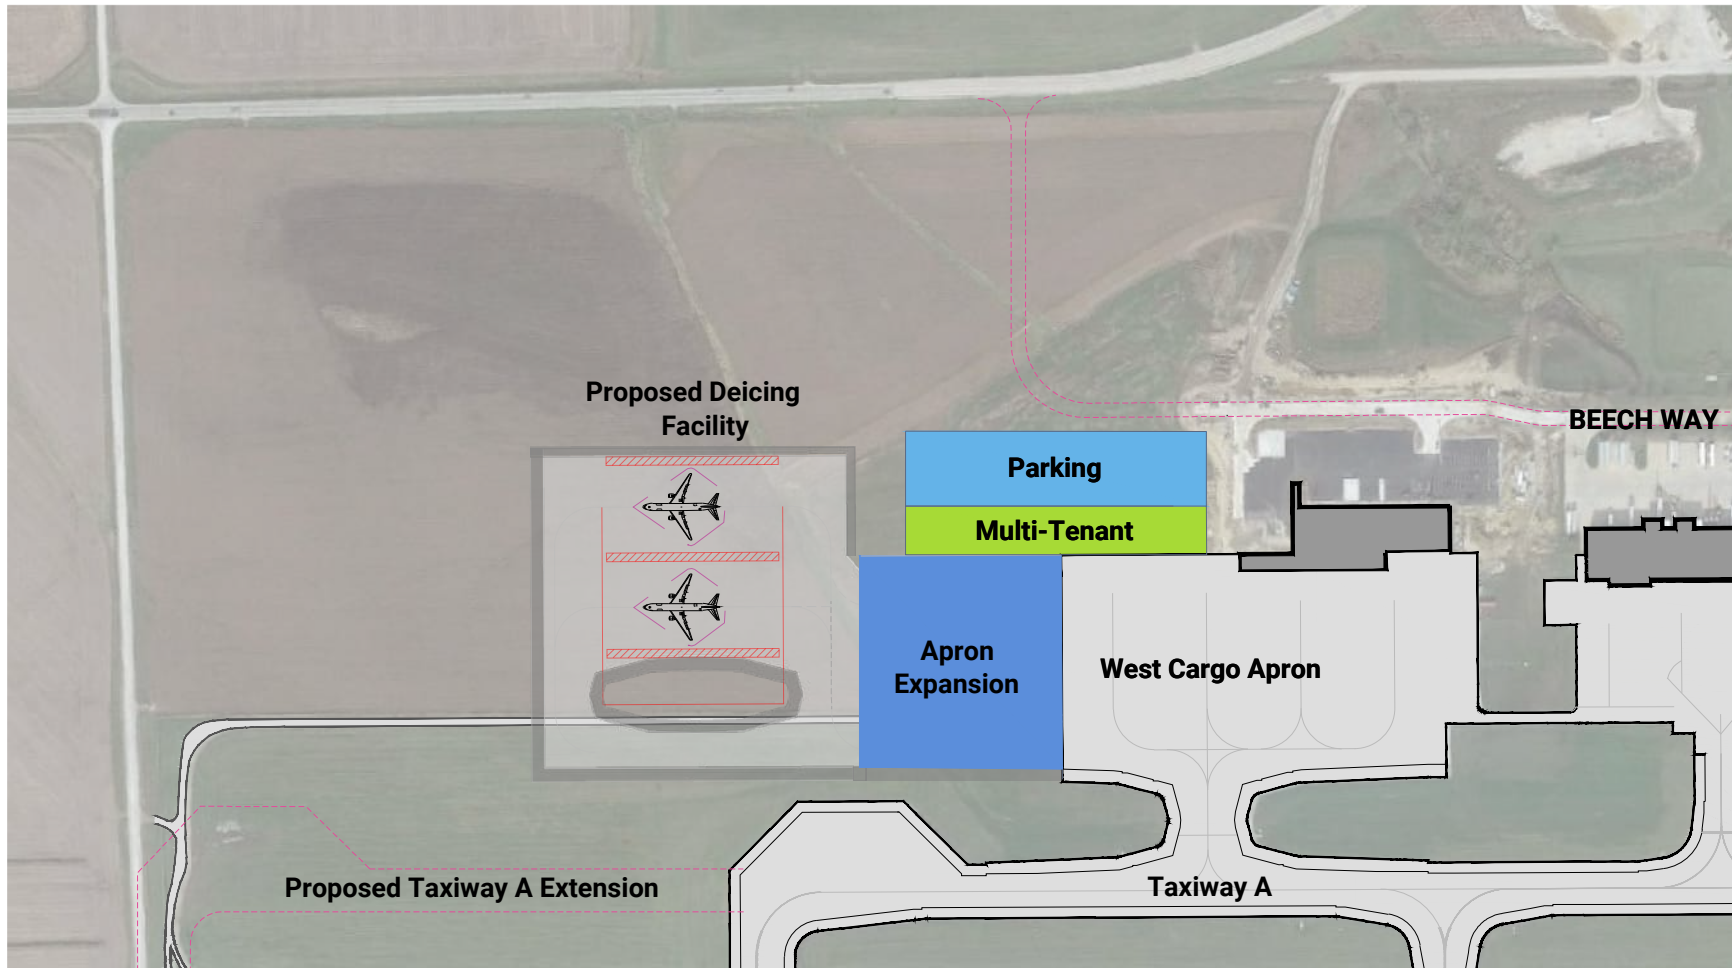 Proposed Deicing
Facility
BEECH WAY
Parking
Multi-Tenant
Apron
Expansion
West Cargo Apron
Proposed Taxiway A Extension
Taxiway A